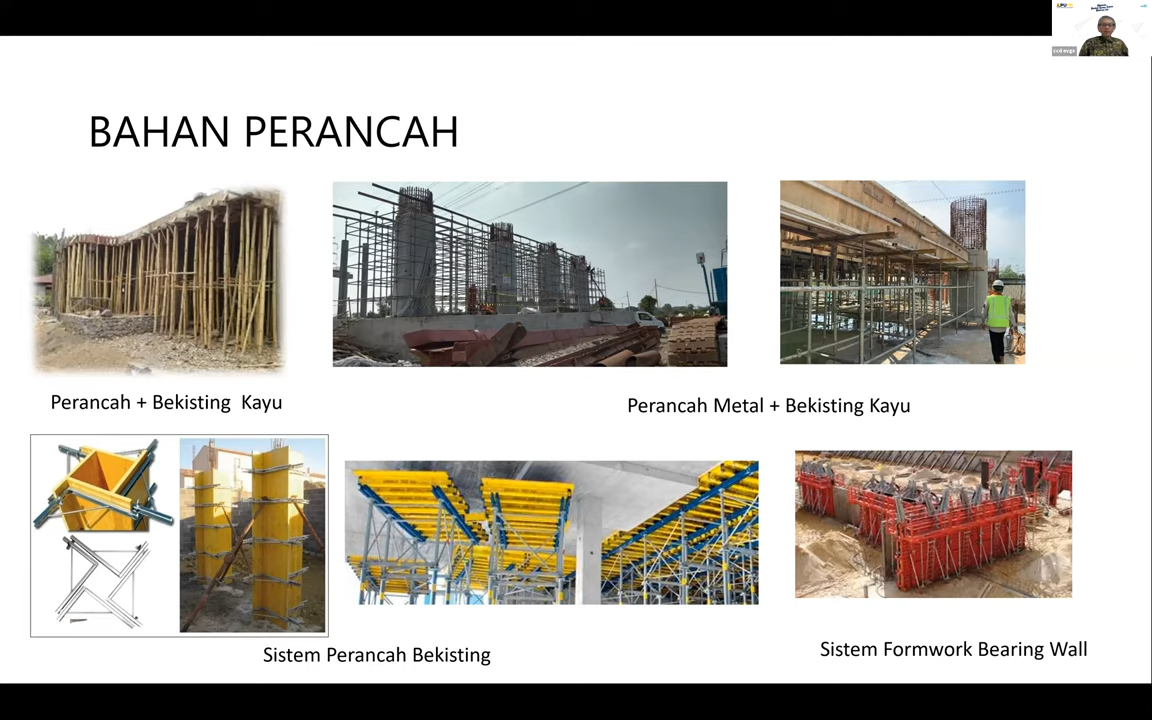 BAHAN PERANCAH
Perancah + Bekisting Kayu
Perancah Metal + Bekisting Kayu
Sistem Perancah Bekisting
Sistem Formwork Bearing Wall